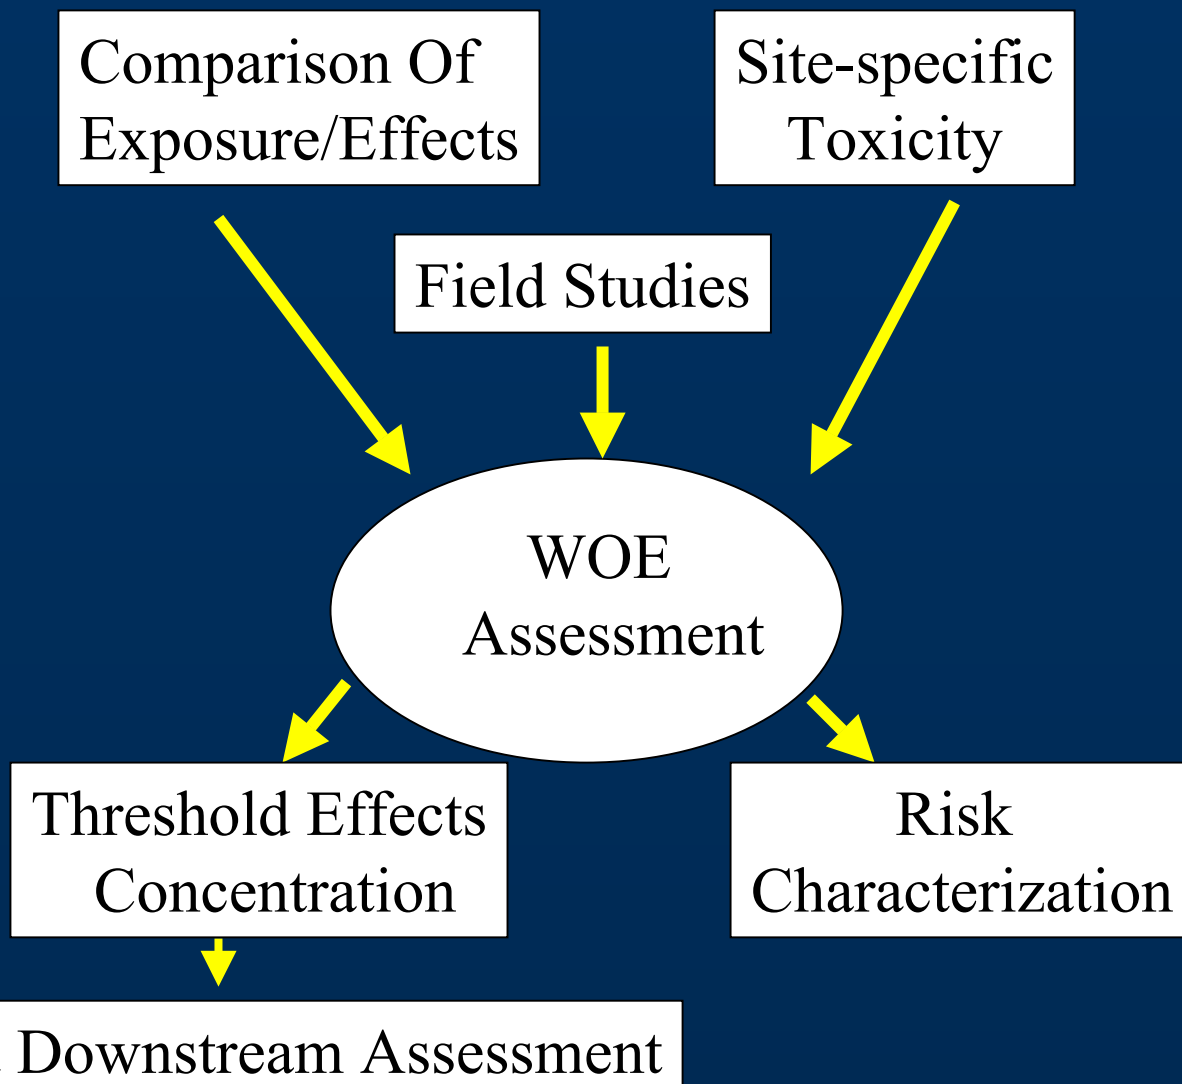 Comparison Of
Exposure/Effects
Site-specific
Toxicity
Field Studies
WOE
Assessment
Threshold Effects
Concentration
Risk
Characterization
Downstream Assessment